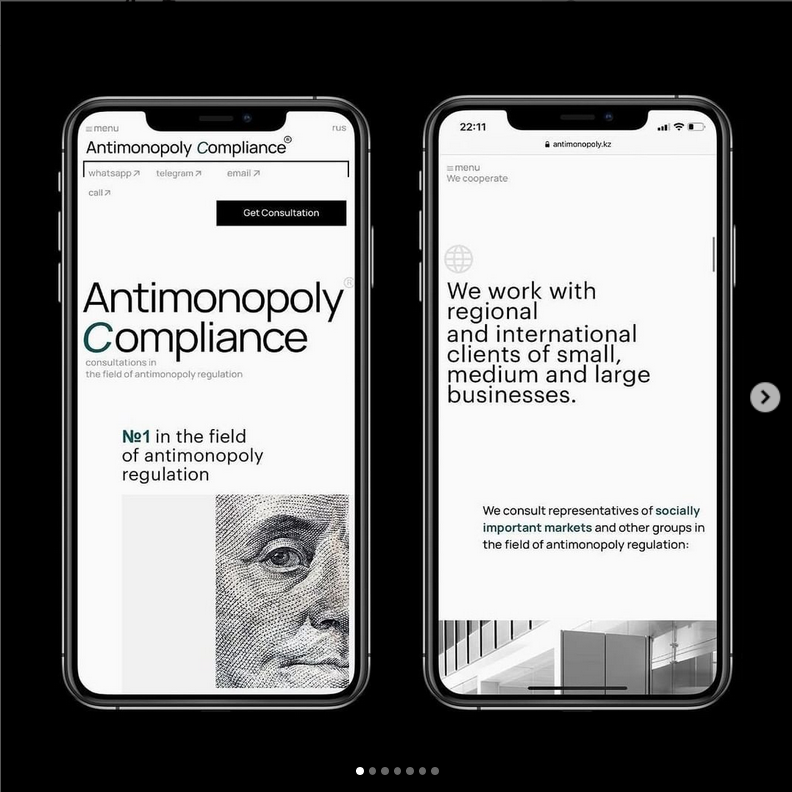 menu
rus
Antimonopoly Compliance®
whatsapp↗ telegram↗ email↗
call↗
Get Consultation
Antimonopoly®
Compliance
consultations in
the field of antimonopoly regulation
№1 in the field
of antimonopoly
regulation
22:11
antimonopoly.kz
menu
We cooperate
We work with
regional
and international
clients of small,
medium and large
businesses.
We consult representatives of socially
important markets and other groups in
the field of antimonopoly regulation: